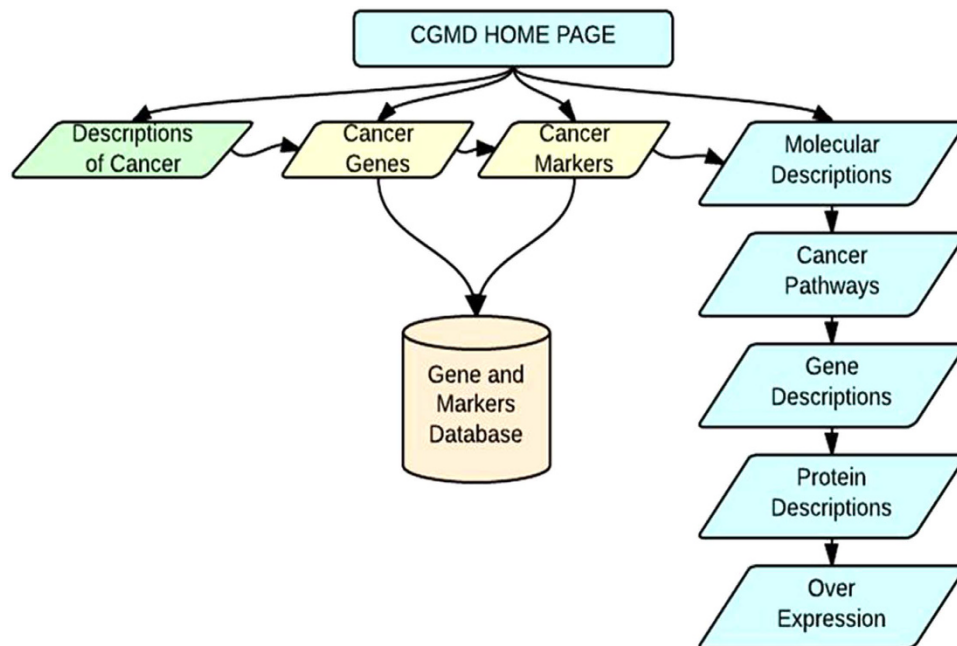 CGMD HOME PAGE
Descriptions
of Cancer
Cancer
Genes
Cancer
Markers
Molecular
Descriptions
Cancer
Pathways
Gene and
Markers
Database
Gene
Descriptions
Protein
Descriptions
Over
Expression